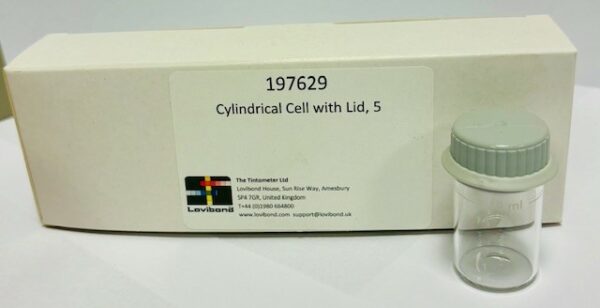 197629
Cylindrical Cell with Lid, 5
The Tintometer Ltd
Lovibond House, Sun Rise Way, Amesbury
SP4 7GR, United Kingdom
T+44 (0)1980 664800
www.lovibond.com support@lovibond.uk
Lovibond
ml